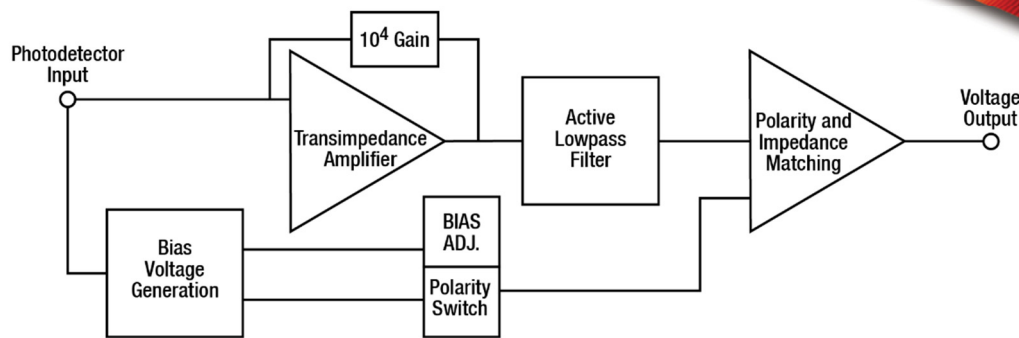 10⁴ Gain
Photodetector
Input
Transimpedance
Amplifier
Active
Lowpass
Filter
Polarity and
Impedance
Matching
Voltage
Output
Bias
Voltage
Generation
BIAS
ADJ.
Polarity
Switch